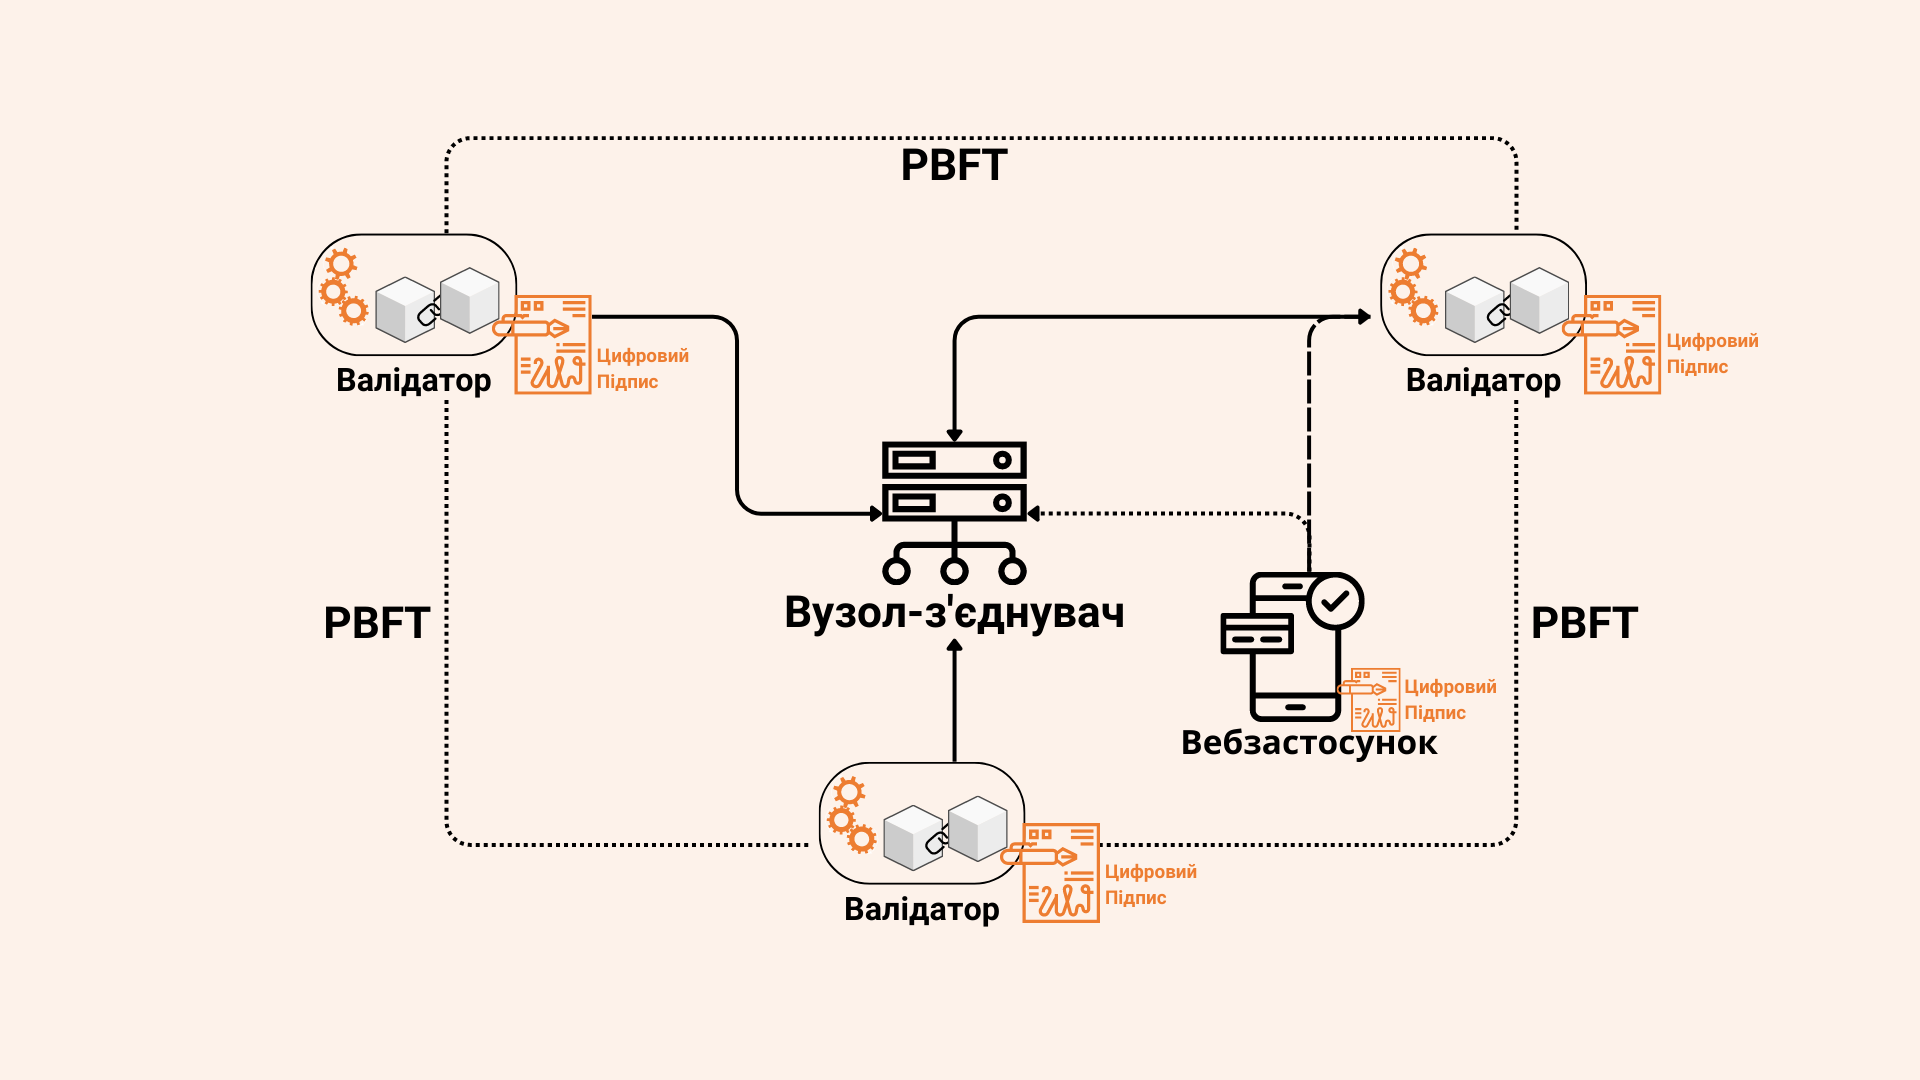 PBFT
Цифровий
Підпис
Валідатор
Цифровий
Підпис
Валідатор
Вузол-з'єднувач
PBFT
PBFT
Цифровий
Підпис
Вебзастосунок
Цифровий
Підпис
Валідатор